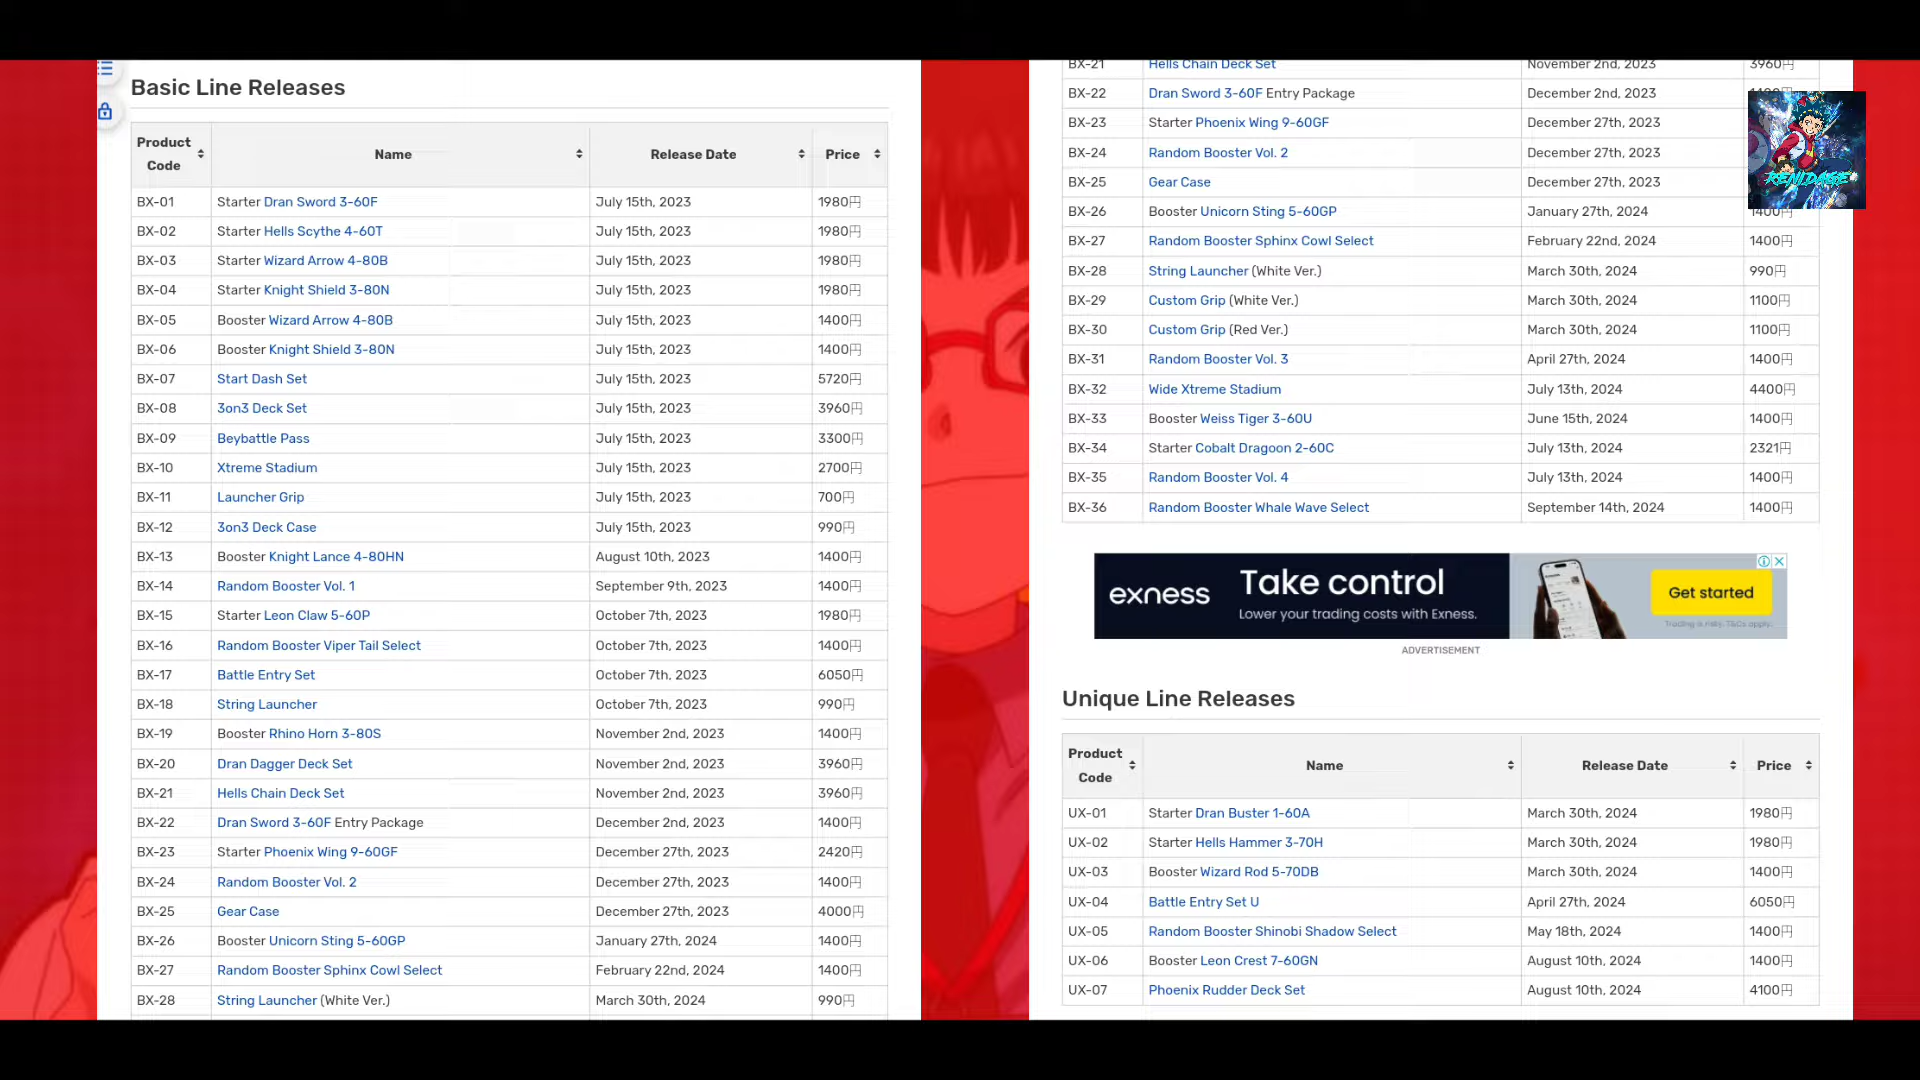 Basic Line Releases
Product Code Name Release Date Price
BX-01 Starter Dran Sword 3-60F July 15th, 2023 1980円
BX-02 Starter Hells Scythe 4-60T July 15th, 2023 1980円
BX-03 Starter Wizard Arrow 4-80B July 15th, 2023 1980円
BX-04 Starter Knight Shield 3-80N July 15th, 2023 1980円
BX-05 Booster Wizard Arrow 4-80B July 15th, 2023 1400円
BX-06 Booster Knight Shield 3-80N July 15th, 2023 1400円
BX-07 Start Dash Set July 15th, 2023 5720円
BX-08 3on3 Deck Set July 15th, 2023 3960円
BX-09 Beybattle Pass July 15th, 2023 3300円
BX-10 Xtreme Stadium July 15th, 2023 2700円
BX-11 Launcher Grip July 15th, 2023 700円
BX-12 3on3 Deck Case July 15th, 2023 990円
BX-13 Booster Knight Lance 4-80HN August 10th, 2023 1400円
BX-14 Random Booster Vol. 1 September 9th, 2023 1400円
BX-15 Starter Leon Claw 5-60P October 7th, 2023 1980円
BX-16 Random Booster Viper Tail Select October 7th, 2023 1400円
BX-17 Battle Entry Set October 7th, 2023 6050円
BX-18 String Launcher October 7th, 2023 990円
BX-19 Booster Rhino Horn 3-80S November 2nd, 2023 1400円
BX-20 Dran Dagger Deck Set November 2nd, 2023 3960円
BX-21 Hells Chain Deck Set November 2nd, 2023 3960円
BX-22 Dran Sword 3-60F Entry Package December 2nd, 2023 1400円
BX-23 Starter Phoenix Wing 9-60GF December 27th, 2023 2420円
BX-24 Random Booster Vol. 2 December 27th, 2023 1400円
BX-25 Gear Case December 27th, 2023 4000円
BX-26 Booster Unicorn Sting 5-60GP January 27th, 2024 1400円
BX-27 Random Booster Sphinx Cowl Select February 22nd, 2024 1400円
BX-28 String Launcher (White Ver.) March 30th, 2024 990円
BX-21 Hells Chain Deck Set November 2nd, 2023 3960円
BX-22 Dran Sword 3-60F Entry Package December 2nd, 2023
BX-23 Starter Phoenix Wing 9-60GF December 27th, 2023
BX-24 Random Booster Vol. 2 December 27th, 2023
BX-25 Gear Case December 27th, 2023
RENIDAGE
BX-26 Booster Unicorn Sting 5-60GP January 27th, 2024 1400円
BX-27 Random Booster Sphinx Cowl Select February 22nd, 2024 1400円
BX-28 String Launcher (White Ver.) March 30th, 2024 990円
BX-29 Custom Grip (White Ver.) March 30th, 2024 1100円
BX-30 Custom Grip (Red Ver.) March 30th, 2024 1100円
BX-31 Random Booster Vol. 3 April 27th, 2024 1400円
BX-32 Wide Xtreme Stadium July 13th, 2024 4400円
BX-33 Booster Weiss Tiger 3-60U June 15th, 2024 1400円
BX-34 Starter Cobalt Dragoon 2-60C July 13th, 2024 2321円
BX-35 Random Booster Vol. 4 July 13th, 2024 1400円
BX-36 Random Booster Whale Wave Select September 14th, 2024 1400円
exness
Take control
Lower your trading costs with Exness.
Get started
Trading is risky. T&Cs apply.
ADVERTISEMENT
Unique Line Releases
Product Code Name Release Date Price
UX-01 Starter Dran Buster 1-60A March 30th, 2024 1980円
UX-02 Starter Hells Hammer 3-70H March 30th, 2024 1980円
UX-03 Booster Wizard Rod 5-70DB March 30th, 2024 1400円
UX-04 Battle Entry Set U April 27th, 2024 6050円
UX-05 Random Booster Shinobi Shadow Select May 18th, 2024 1400円
UX-06 Booster Leon Crest 7-60GN August 10th, 2024 1400円
UX-07 Phoenix Rudder Deck Set August 10th, 2024 4100円